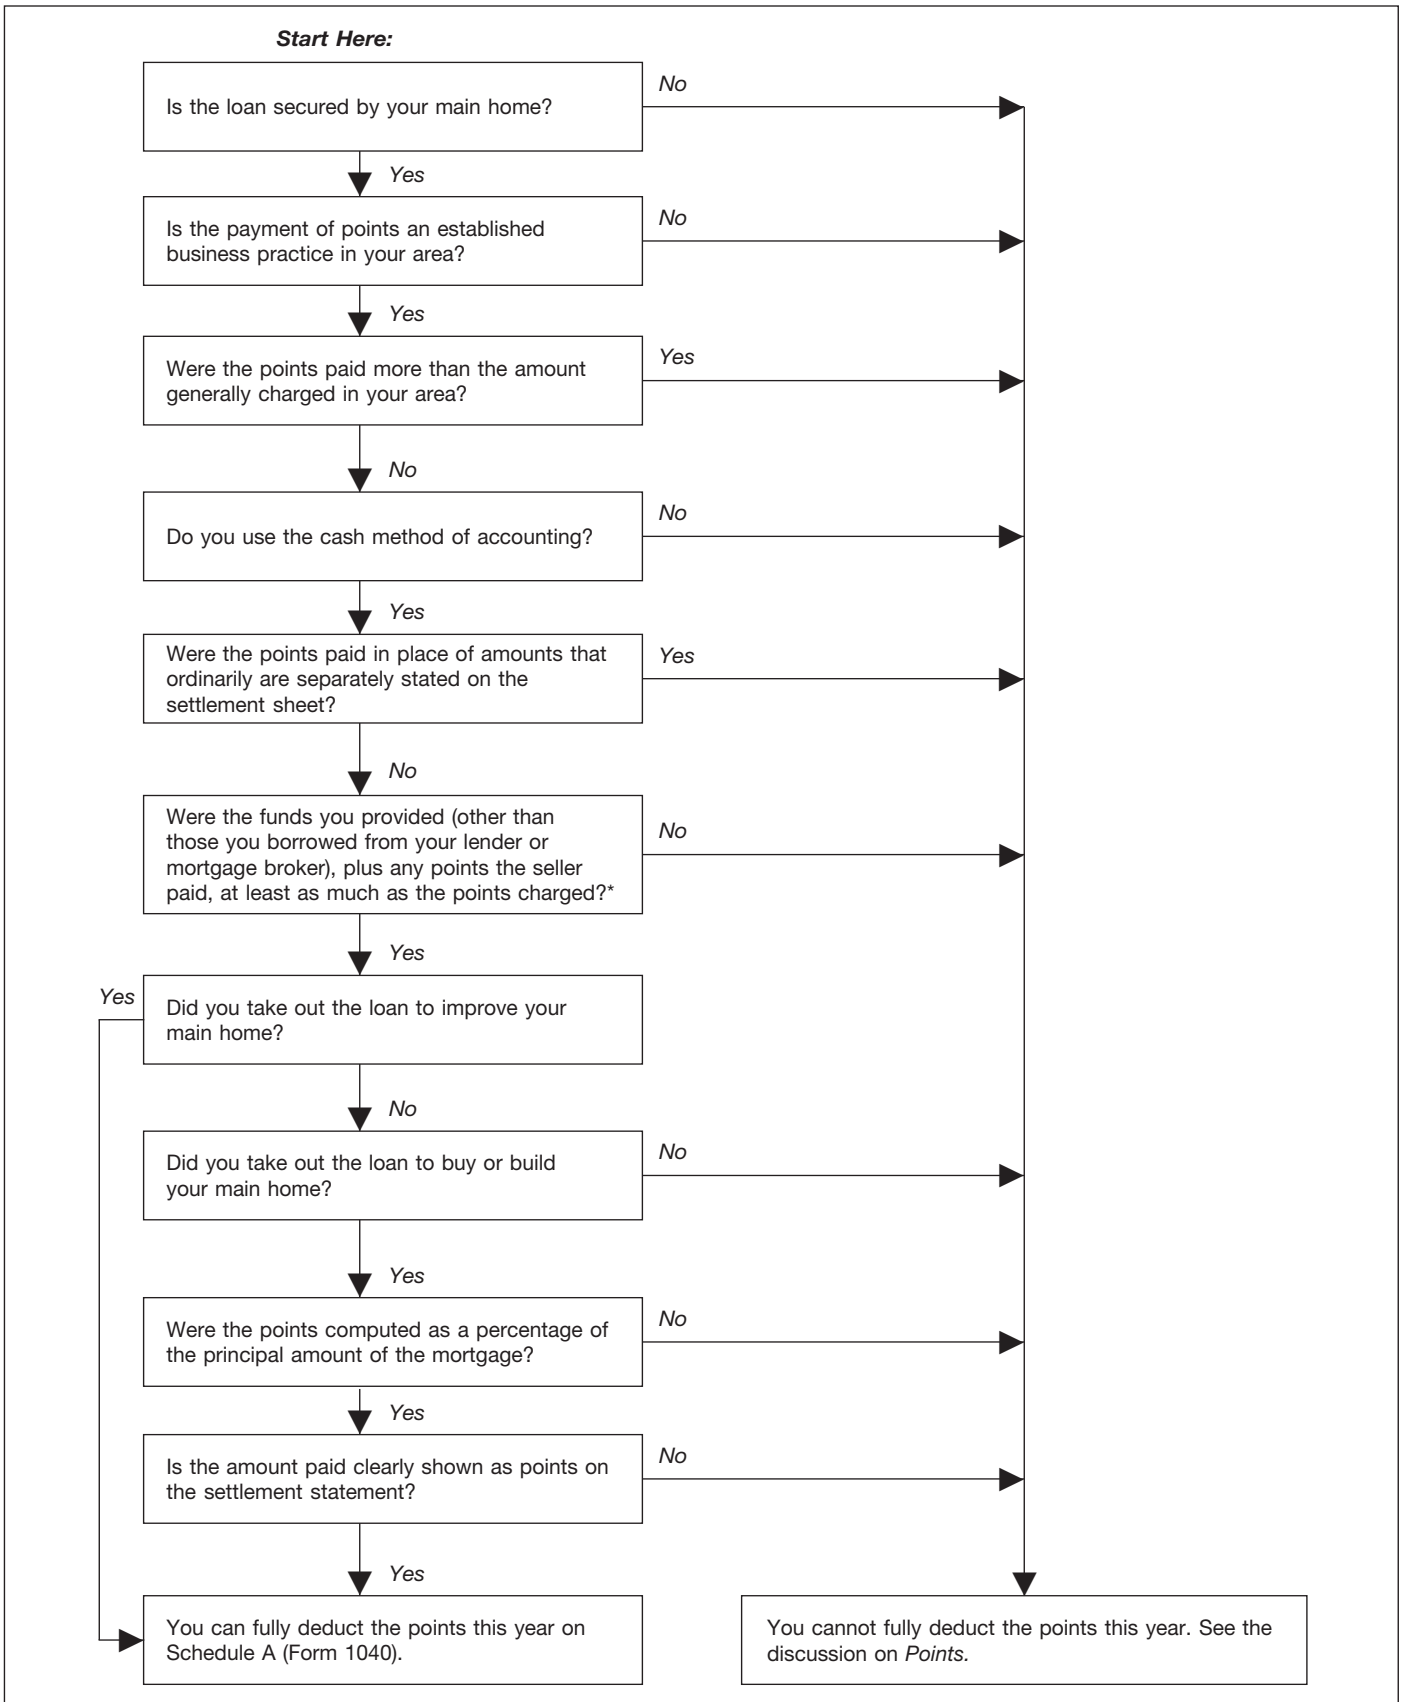 Start Here:
Is the loan secured by your main home?
No
Yes
Is the payment of points an established
business practice in your area?
No
Yes
Were the points paid more than the amount
generally charged in your area?
Yes
No
Do you use the cash method of accounting?
No
Yes
Were the points paid in place of amounts that
ordinarily are separately stated on the
settlement sheet?
Yes
No
Were the funds you provided (other than
those you borrowed from your lender or
mortgage broker), plus any points the seller
paid, at least as much as the points charged?*
No
Yes
Yes
Did you take out the loan to improve your
main home?
No
Did you take out the loan to buy or build
your main home?
No
Yes
Were the points computed as a percentage of
the principal amount of the mortgage?
No
Yes
Is the amount paid clearly shown as points on
the settlement statement?
No
Yes
You can fully deduct the points this year on
Schedule A (Form 1040).
You cannot fully deduct the points this year. See the
discussion on Points.